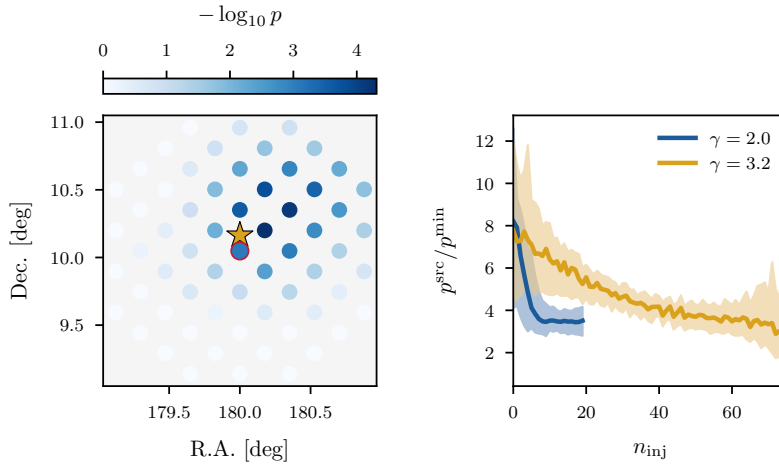 − log₁₀ p
0 1 2 3 4
11.0
10.5
10.0
9.5
Dec. [deg]
179.5 180.0 180.5
R.A. [deg]
12
10
8
6
4
2
pˢʳᶜ/pᵐⁱⁿ
γ = 2.0
γ = 3.2
0 20 40 60
n_inj